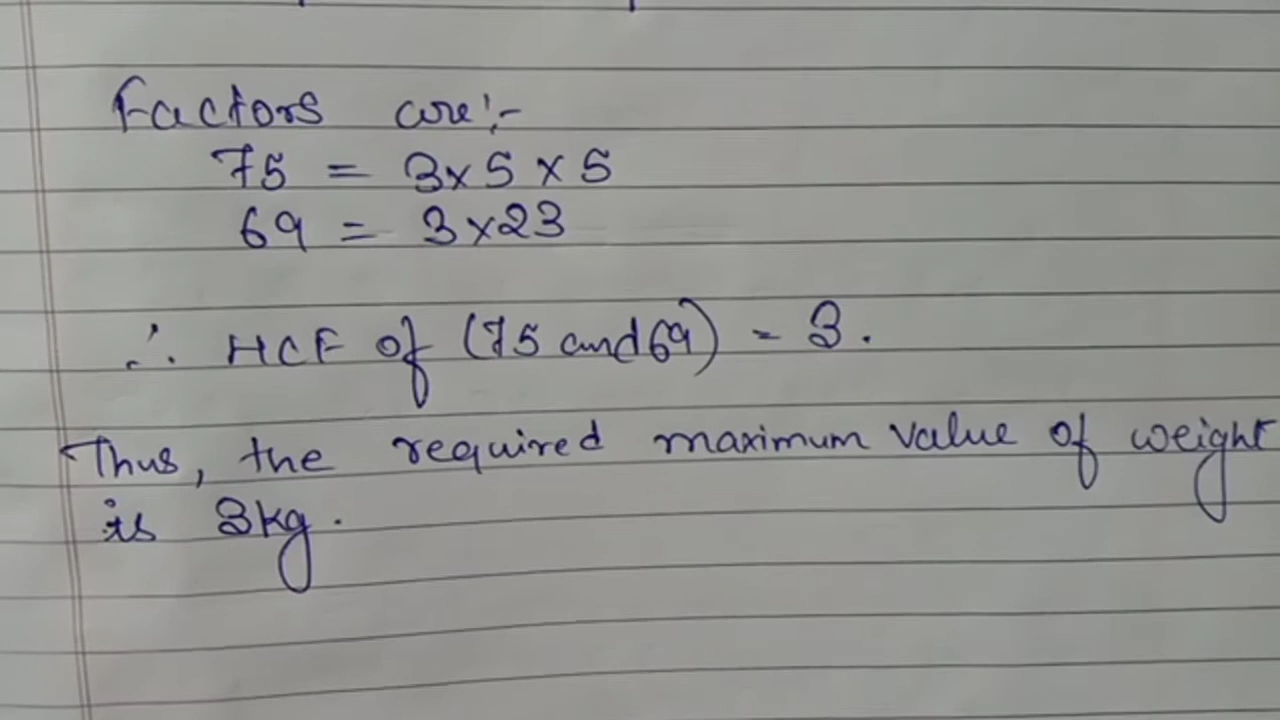 Factors are:-
75 = 3x5x5
69 = 3x23
∴ HCF of (75 and 69) = 3.
Thus, the required maximum value of weight
is 3kg.